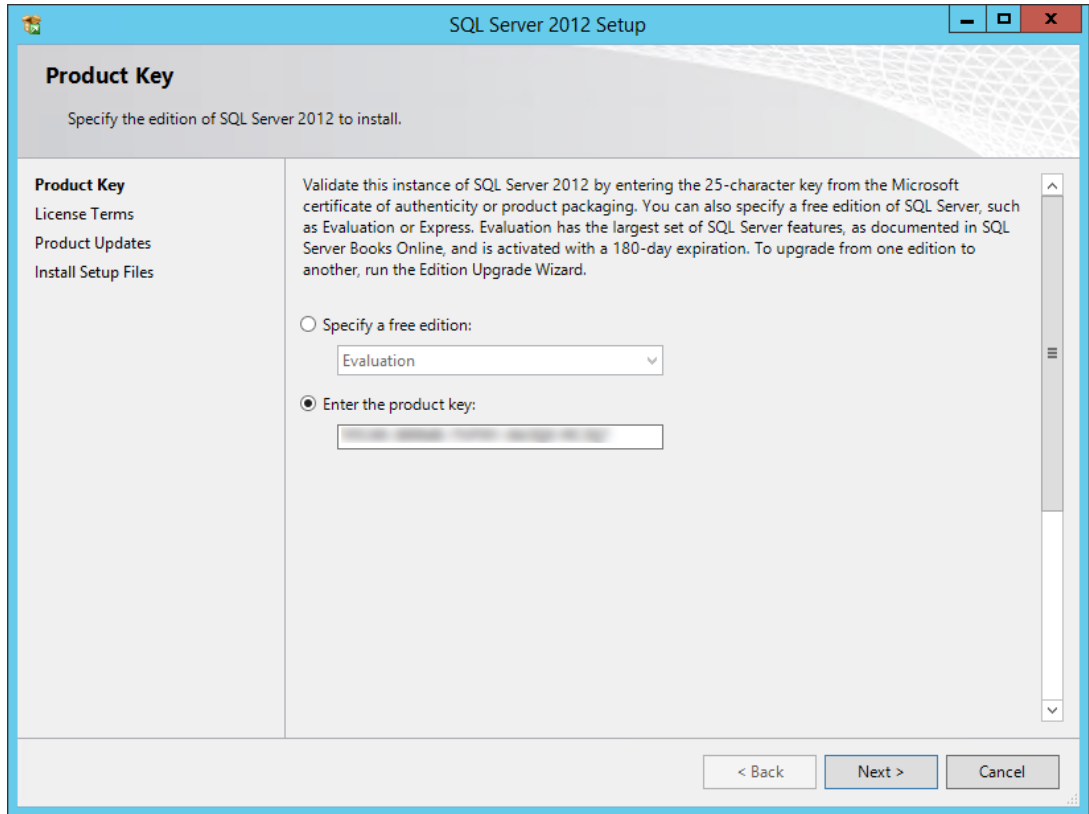 SQL Server 2012 Setup
Product Key
Specify the edition of SQL Server 2012 to install.
Product Key
License Terms
Product Updates
Install Setup Files
Validate this instance of SQL Server 2012 by entering the 25-character key from the Microsoft
certificate of authenticity or product packaging. You can also specify a free edition of SQL Server, such
as Evaluation or Express. Evaluation has the largest set of SQL Server features, as documented in SQL
Server Books Online, and is activated with a 180-day expiration. To upgrade from one edition to
another, run the Edition Upgrade Wizard.
Specify a free edition:
Evaluation
Enter the product key:
< Back
Next >
Cancel